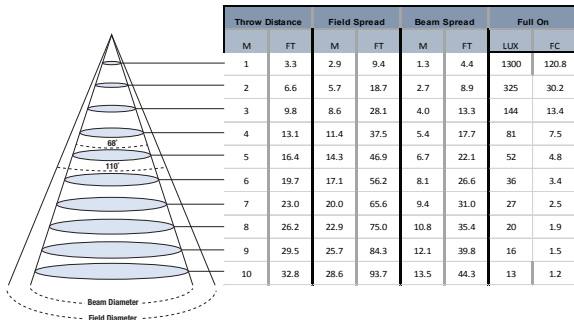 Throw Distance Field Spread Beam Spread Full On
M FT M FT M FT LUX FC
1 3.3 2.9 9.4 1.3 4.4 1300 120.8
2 6.6 5.7 18.7 2.7 8.9 325 30.2
3 9.8 8.6 28.1 4.0 13.3 144 13.4
4 13.1 11.4 37.5 5.4 17.7 81 7.5
68°
5 16.4 14.3 46.9 6.7 22.1 52 4.8
110°
6 19.7 17.1 56.2 8.1 26.6 36 3.4
7 23.0 20.0 65.6 9.4 31.0 27 2.5
8 26.2 22.9 75.0 10.8 35.4 20 1.9
9 29.5 25.7 84.3 12.1 39.8 16 1.5
10 32.8 28.6 93.7 13.5 44.3 13 1.2
Beam Diameter
Field Diameter